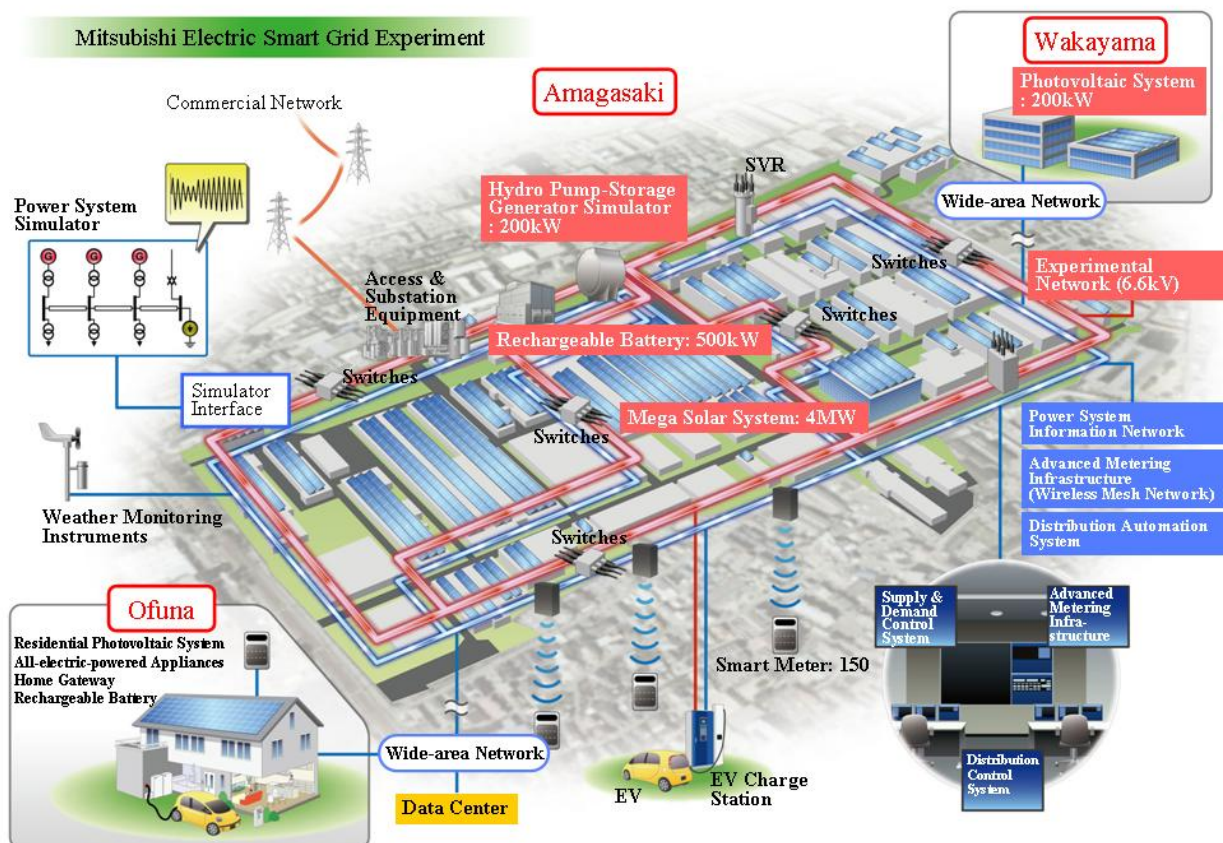 Mitsubishi Electric Smart Grid Experiment
Commercial Network
Amagasaki
Wakayama
Photovoltaic System
: 200kW
Wide-area Network
SVR
Hydro Pump-Storage
Generator Simulator
: 200kW
Power System
Simulator
G
G
G
Access &
Substation
Equipment
Switches
Experimental
Network (6.6kV)
Switches
Rechargeable Battery: 500kW
Switches
Simulator
Interface
Mega Solar System: 4MW
Switches
Power System
Information Network
Advanced Metering
Infrastructure
(Wireless Mesh Network)
Distribution Automation
System
Weather Monitoring
Instruments
Switches
Ofuna
Residential Photovoltaic System
All-electric-powered Appliances
Home Gateway
Rechargeable Battery
Smart Meter: 150
Supply &
Demand
Control
System
Advanced
Metering
Infra-
structure
Distribution
Control
System
Wide-area Network
Data Center
EV
EV Charge
Station